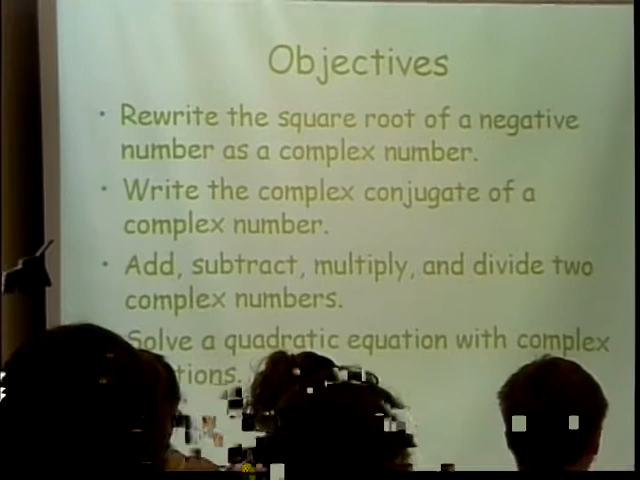 Objectives
• Rewrite the square root of a negative
number as a complex number.
• Write the complex conjugate of a
complex number.
• Add, subtract, multiply, and divide two
complex numbers.
Solve a quadratic equation with complex
tions.